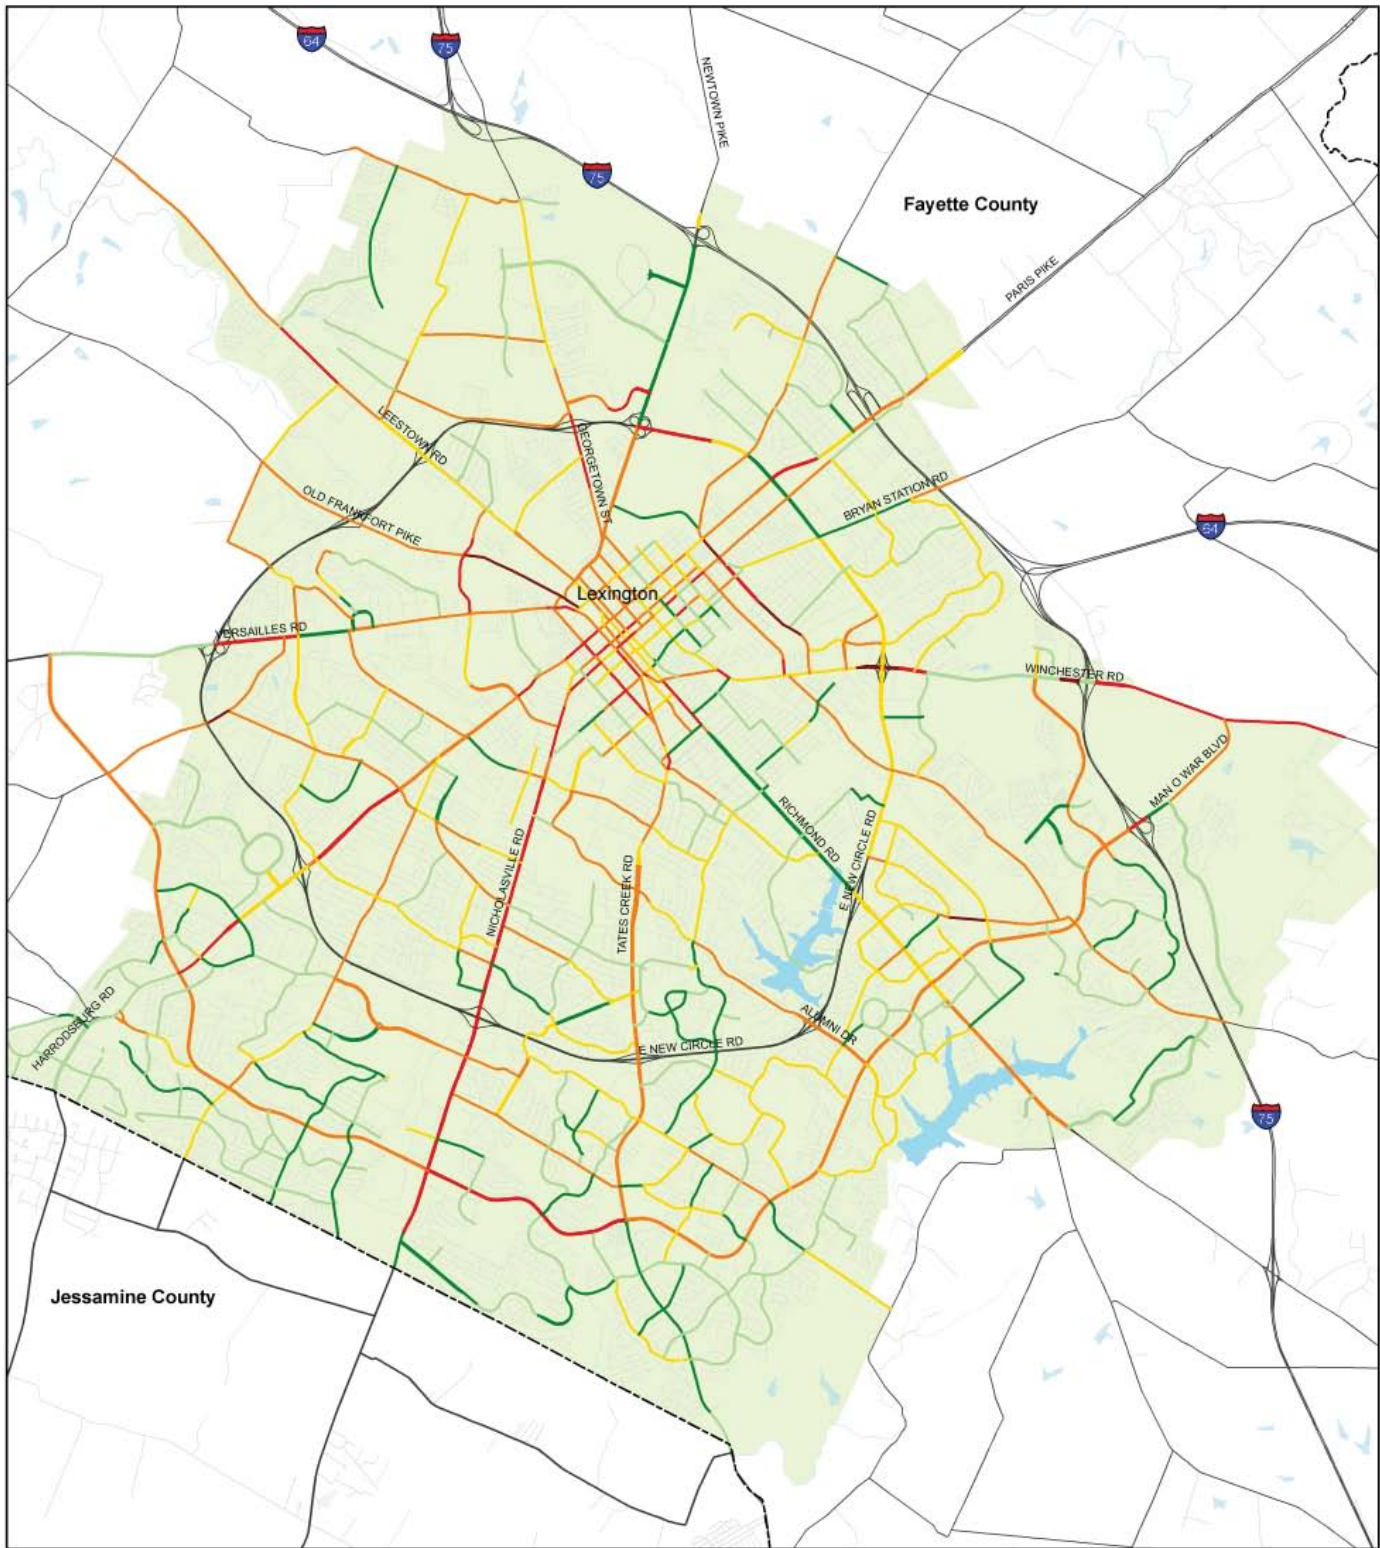 64
75
NEWTOWN PIKE
75
Fayette County
PARIS PIKE
LEESTOWN RD
GEORGETOWN ST
OLD FRANKFORT PIKE
BRYAN STATION RD
64
Lexington
VERSAILLES RD
WINCHESTER RD
MAN O WAR BLVD
RICHMOND RD
E NEW CIRCLE RD
NICHOLASVILLE RD
TATES CREEK RD
HARRODSBURG RD
ALUMNI DR
E NEW CIRCLE RD
75
Jessamine County